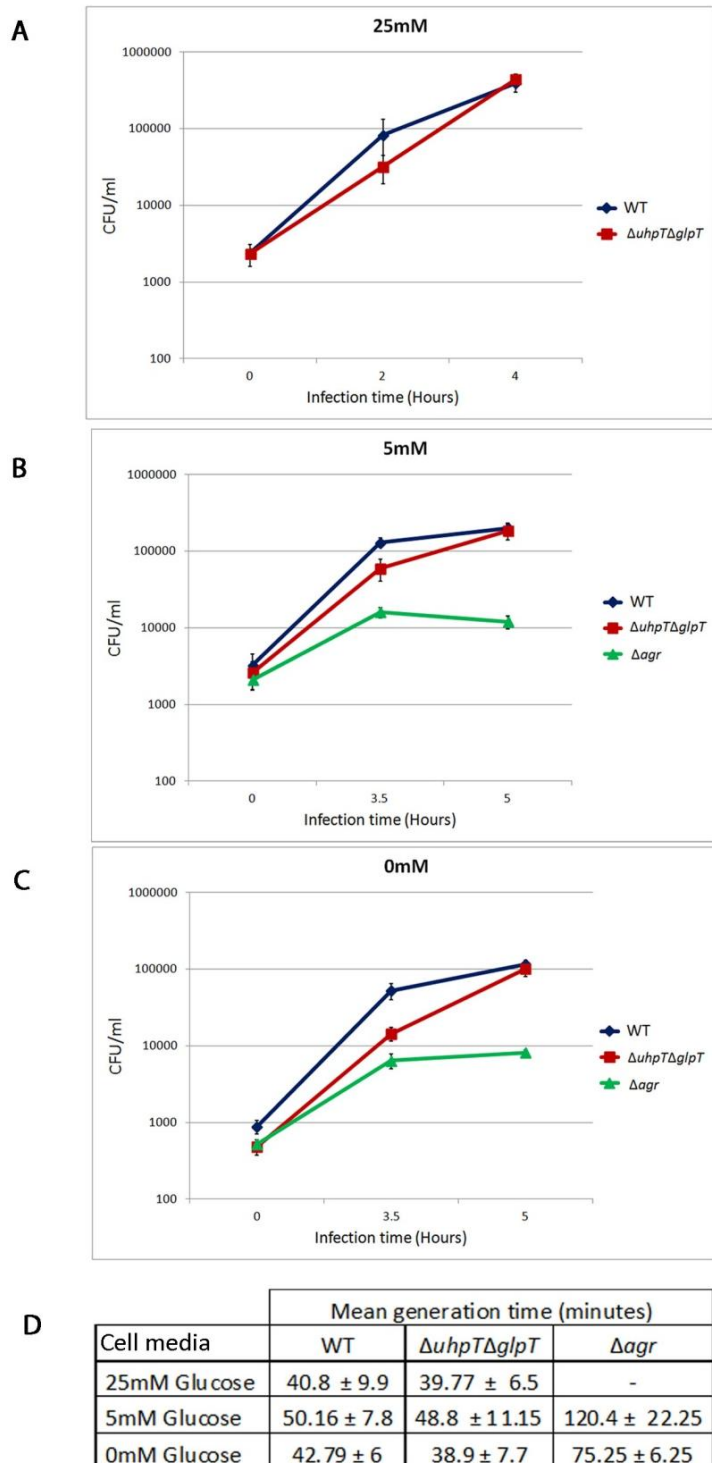 A
25mM
1000000
100000
10000
1000
100
CFU/ml
0 2 4
Infection time (Hours)
WT
ΔuhpTΔglpT
B
5mM
1000000
100000
10000
1000
100
CFU/ml
0 3.5 5
Infection time (Hours)
WT
ΔuhpTΔglpT
Δagr
C
0mM
1000000
100000
10000
1000
100
CFU/ml
0 3.5 5
Infection time (Hours)
WT
ΔuhpTΔglpT
Δagr
D
Mean generation time (minutes)
Cell media WT ΔuhpTΔglpT Δagr
25mM Glucose 40.8 ± 9.9 39.77 ± 6.5 -
5mM Glucose 50.16 ± 7.8 48.8 ± 11.15 120.4 ± 22.25
0mM Glucose 42.79 ± 6 38.9 ± 7.7 75.25 ± 6.25